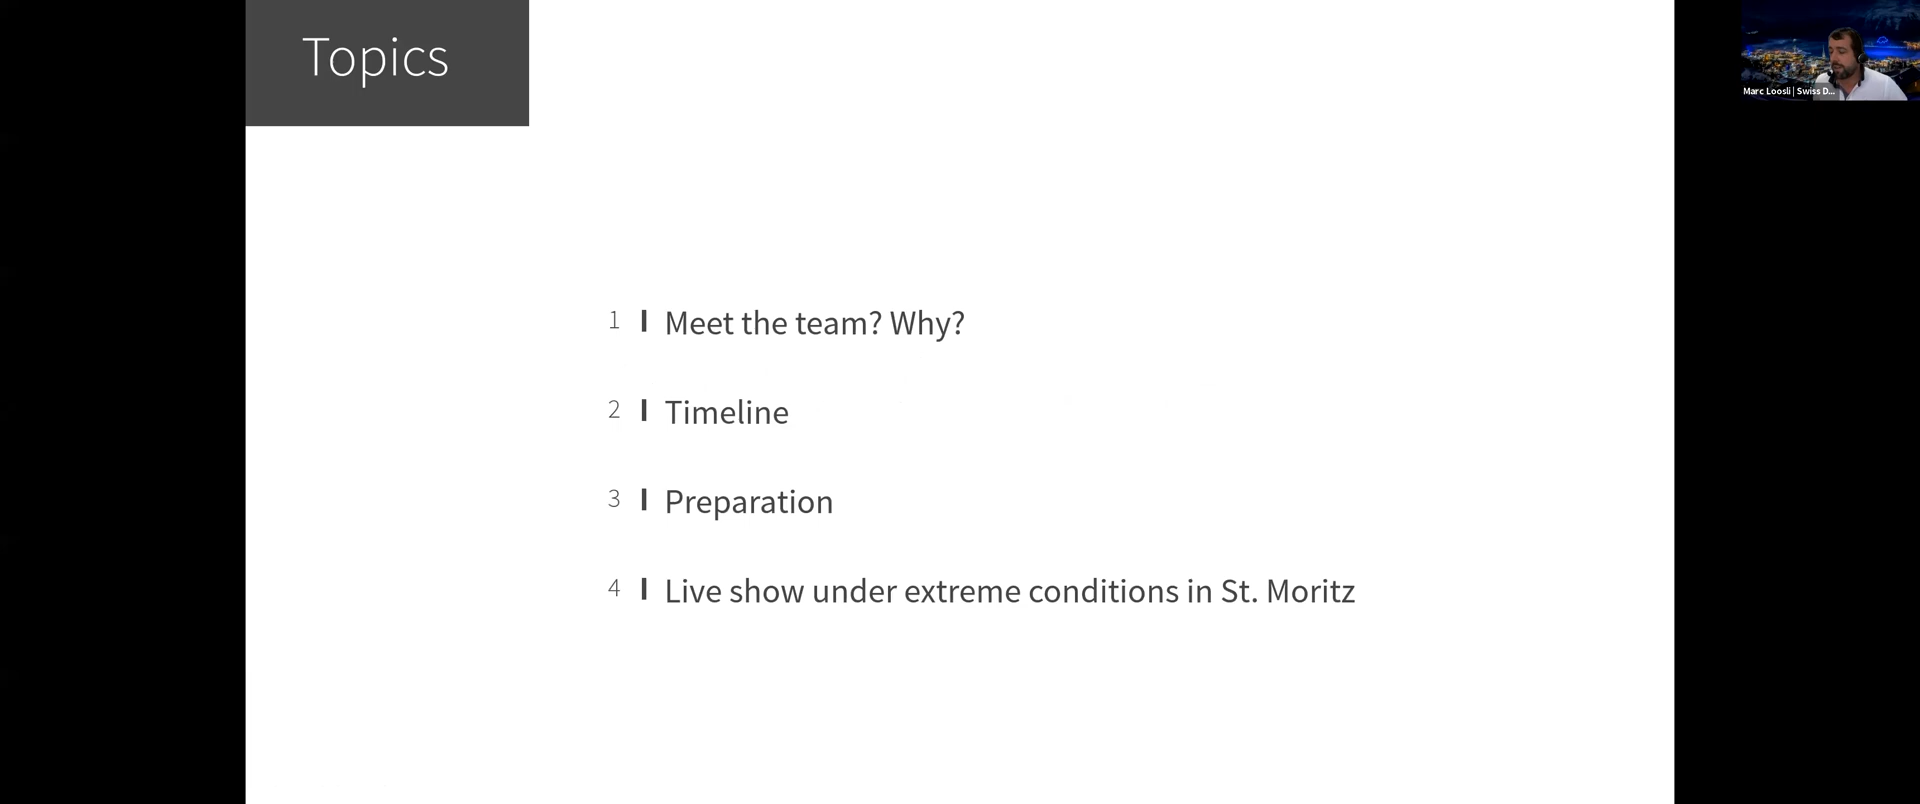 Topics
Marc Loosli | Swiss D...
1 | Meet the team? Why?
2 | Timeline
3 | Preparation
4 | Live show under extreme conditions in St. Moritz